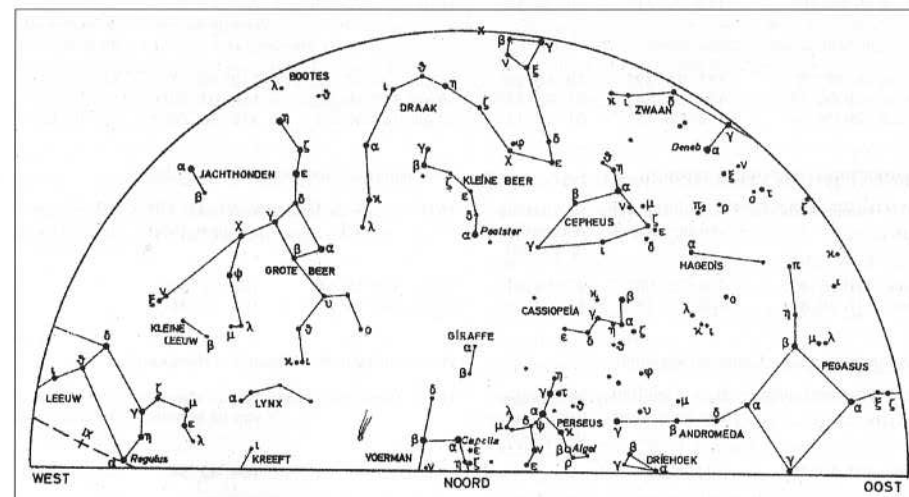 BOOTES
DRAAK
ZWAAN
Deneb
JACHTHONDEN
KLEINE BEER
Poolster
CEPHEUS
GROTE BEER
HAGEDIS
KLEINE
LEEUW
CASSIOPEIA
GIRAFFE
LEEUW
LYNX
PEGASUS
PERSEUS
ANDROMEDA
Capella
Algol
IX
Regulus
KREEFT
VOERMAN
DRIEHOEK
WEST
NOORD
OOST